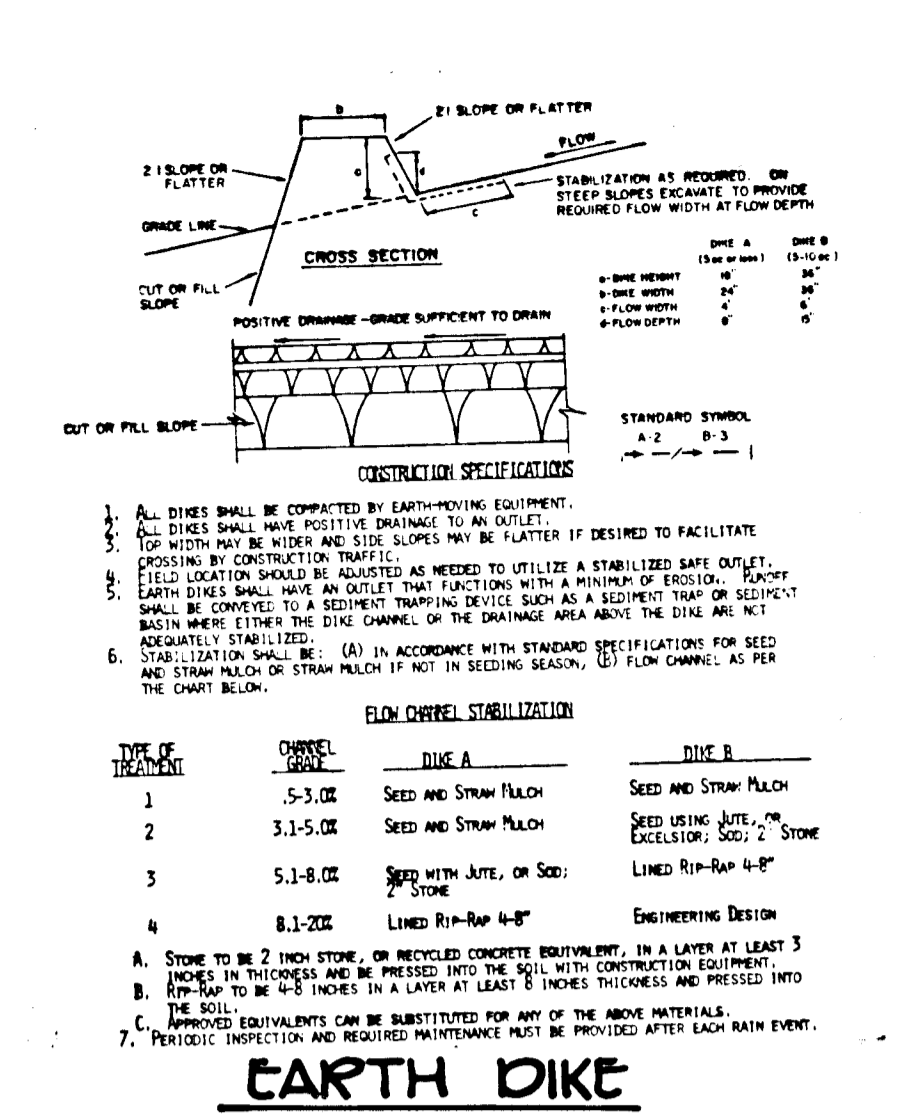 b
2:1 SLOPE OR FLATTER
FLOW
2:1 SLOPE OR
FLATTER
a
d
STABILIZATION AS REQUIRED. ON
STEEP SLOPES EXCAVATE TO PROVIDE
REQUIRED FLOW WIDTH AT FLOW DEPTH
c
GRADE LINE
CROSS SECTION
CUT OR FILL
SLOPE
DIKE A DIKE B
(5 ac or less) (5-10 ac)
a-DIKE HEIGHT 18" 36"
b-DIKE WIDTH 24" 36"
c-FLOW WIDTH 4' 6'
d-FLOW DEPTH 8" 15"
POSITIVE DRAINAGE-GRADE SUFFICIENT TO DRAIN
CUT OR FILL SLOPE
STANDARD SYMBOL
A-2 B-3
CONSTRUCTION SPECIFICATIONS
1. ALL DIKES SHALL BE COMPACTED BY EARTH-MOVING EQUIPMENT.
2. ALL DIKES SHALL HAVE POSITIVE DRAINAGE TO AN OUTLET.
3. TOP WIDTH MAY BE WIDER AND SIDE SLOPES MAY BE FLATTER IF DESIRED TO FACILITATE
CROSSING BY CONSTRUCTION TRAFFIC.
4. FIELD LOCATION SHOULD BE ADJUSTED AS NEEDED TO UTILIZE A STABILIZED SAFE OUTLET.
5. EARTH DIKES SHALL HAVE AN OUTLET THAT FUNCTIONS WITH A MINIMUM OF EROSION. RUNOFF
SHALL BE CONVEYED TO A SEDIMENT TRAPPING DEVICE SUCH AS A SEDIMENT TRAP OR SEDIMENT
BASIN WHERE EITHER THE DIKE CHANNEL OR THE DRAINAGE AREA ABOVE THE DIKE ARE NOT
ADEQUATELY STABILIZED.
6. STABILIZATION SHALL BE: (A) IN ACCORDANCE WITH STANDARD SPECIFICATIONS FOR SEED
AND STRAW MULCH OR STRAW MULCH IF NOT IN SEEDING SEASON, (B) FLOW CHANNEL AS PER
THE CHART BELOW.
FLOW CHANNEL STABILIZATION
TYPE OF
TREATMENT
CHANNEL
GRADE
DIKE A
DIKE B
1 .5-3.0% SEED AND STRAW MULCH SEED AND STRAW MULCH
2 3.1-5.0% SEED AND STRAW MULCH SEED USING JUTE, OR
EXCELSIOR; SOD; 2" STONE
3 5.1-8.0% SEED WITH JUTE, OR SOD; LINED RIP-RAP 4-8"
2" STONE
4 8.1-20% LINED RIP-RAP 4-8" ENGINEERING DESIGN
A. STONE TO BE 2 INCH STONE, OR RECYCLED CONCRETE EQUIVALENT, IN A LAYER AT LEAST 3
INCHES IN THICKNESS AND BE PRESSED INTO THE SOIL WITH CONSTRUCTION EQUIPMENT.
B. RIP-RAP TO BE 4-8 INCHES IN A LAYER AT LEAST 8 INCHES THICKNESS AND PRESSED INTO
THE SOIL.
C. APPROVED EQUIVALENTS CAN BE SUBSTITUTED FOR ANY OF THE ABOVE MATERIALS.
7. PERIODIC INSPECTION AND REQUIRED MAINTENANCE MUST BE PROVIDED AFTER EACH RAIN EVENT.
EARTH DIKE